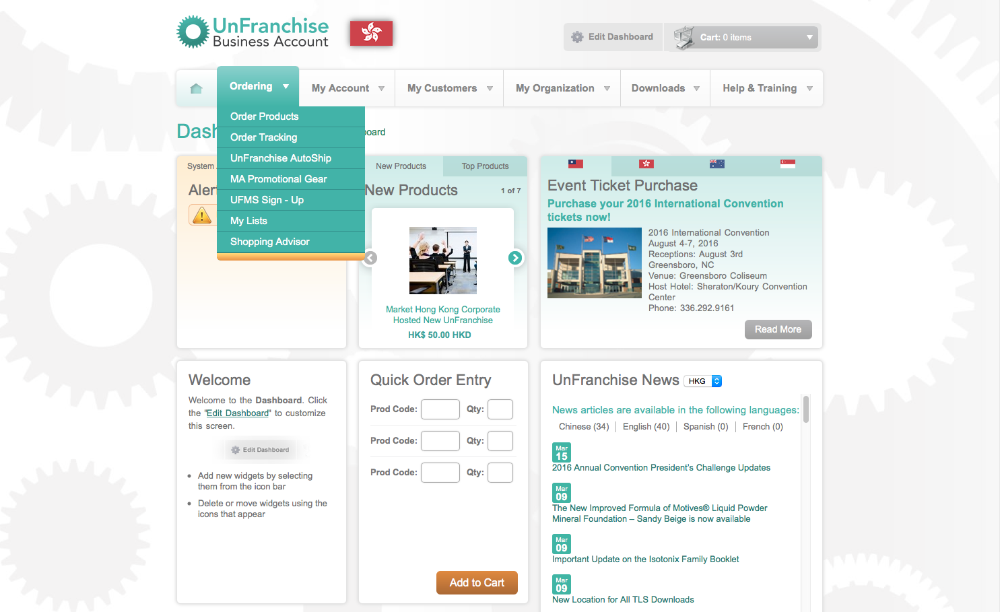 UnFranchise
Business Account
Edit Dashboard
Cart: 0 items
Ordering
My Account
My Customers
My Organization
Downloads
Help & Training
Order Products
Order Tracking
UnFranchise AutoShip
MA Promotional Gear
UFMS Sign - Up
My Lists
Shopping Advisor
System
New Products
Top Products
New Products
1 of 7
Market Hong Kong Corporate
Hosted New UnFranchise
HK$ 50.00 HKD
Event Ticket Purchase
Purchase your 2016 International Convention
tickets now!
2016 International Convention
August 4-7, 2016
Receptions: August 3rd
Greensboro, NC
Venue: Greensboro Coliseum
Host Hotel: Sheraton/Koury Convention
Center
Phone: 336.292.9161
Read More
Welcome
Welcome to the Dashboard. Click
the "Edit Dashboard" to customize
this screen.
Edit Dashboard
• Add new widgets by selecting
them from the icon bar
• Delete or move widgets using the
icons that appear
Quick Order Entry
Prod Code: Qty:
Prod Code: Qty:
Prod Code: Qty:
Add to Cart
UnFranchise News HKG
News articles are available in the following languages:
Chinese (34) | English (40) | Spanish (0) | French (0)
Mar
15
2016 Annual Convention President's Challenge Updates
Mar
09
The New Improved Formula of Motives® Liquid Powder
Mineral Foundation – Sandy Beige is now available
Mar
09
Important Update on the Isotonix Family Booklet
Mar
09
New Location for All TLS Downloads